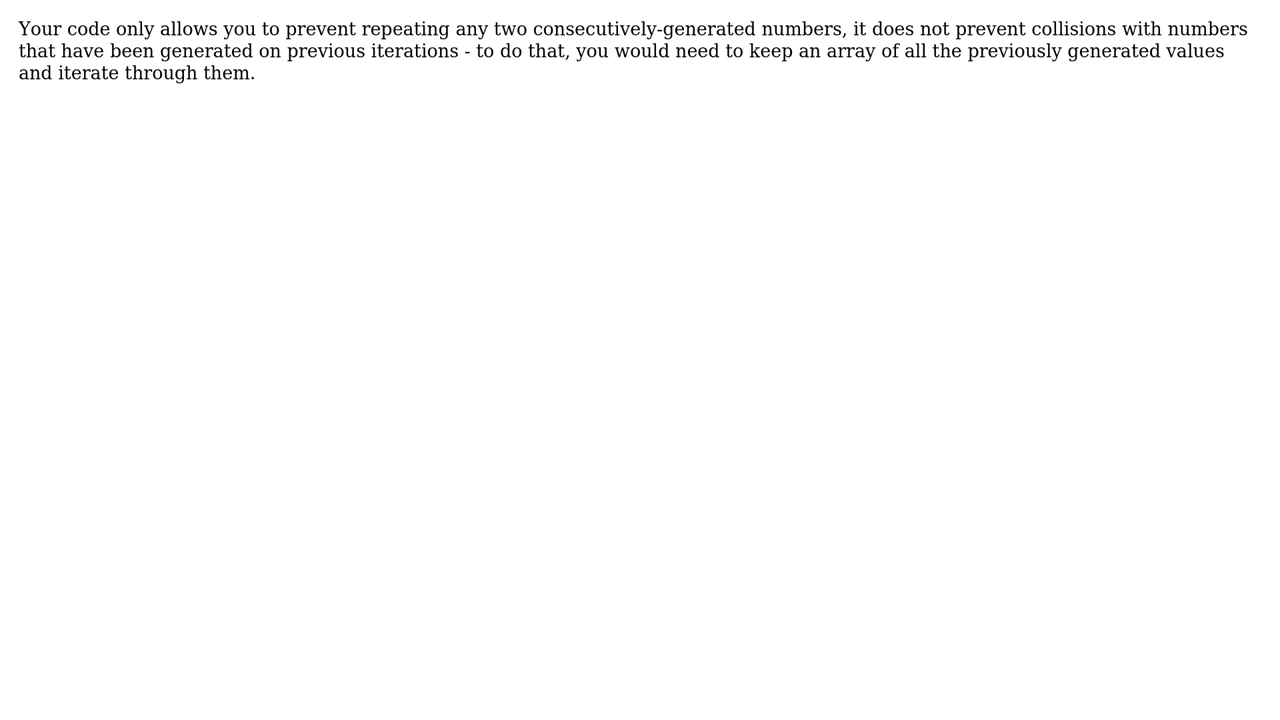 Your code only allows you to prevent repeating any two consecutively-generated numbers, it does not prevent collisions with numbers
that have been generated on previous iterations - to do that, you would need to keep an array of all the previously generated values
and iterate through them.